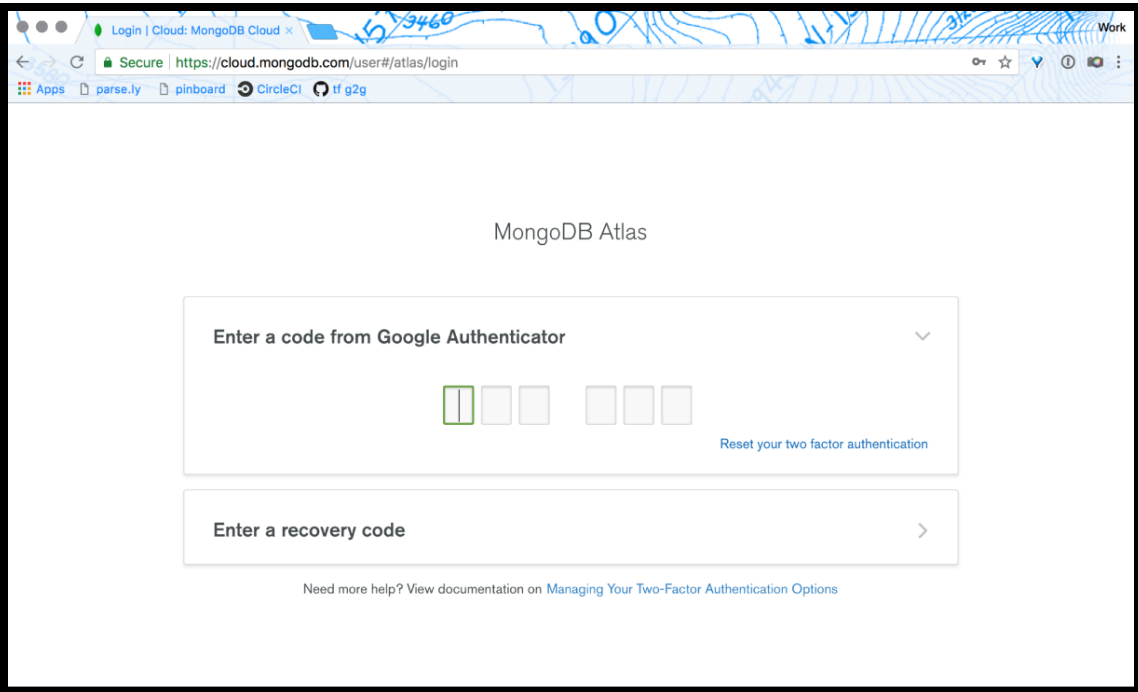 Login | Cloud: MongoDB Cloud
Work
Secure https://cloud.mongodb.com/user#/atlas/login
Apps parse.ly pinboard CircleCI tf g2g
MongoDB Atlas
Enter a code from Google Authenticator
Reset your two factor authentication
Enter a recovery code
Need more help? View documentation on Managing Your Two-Factor Authentication Options